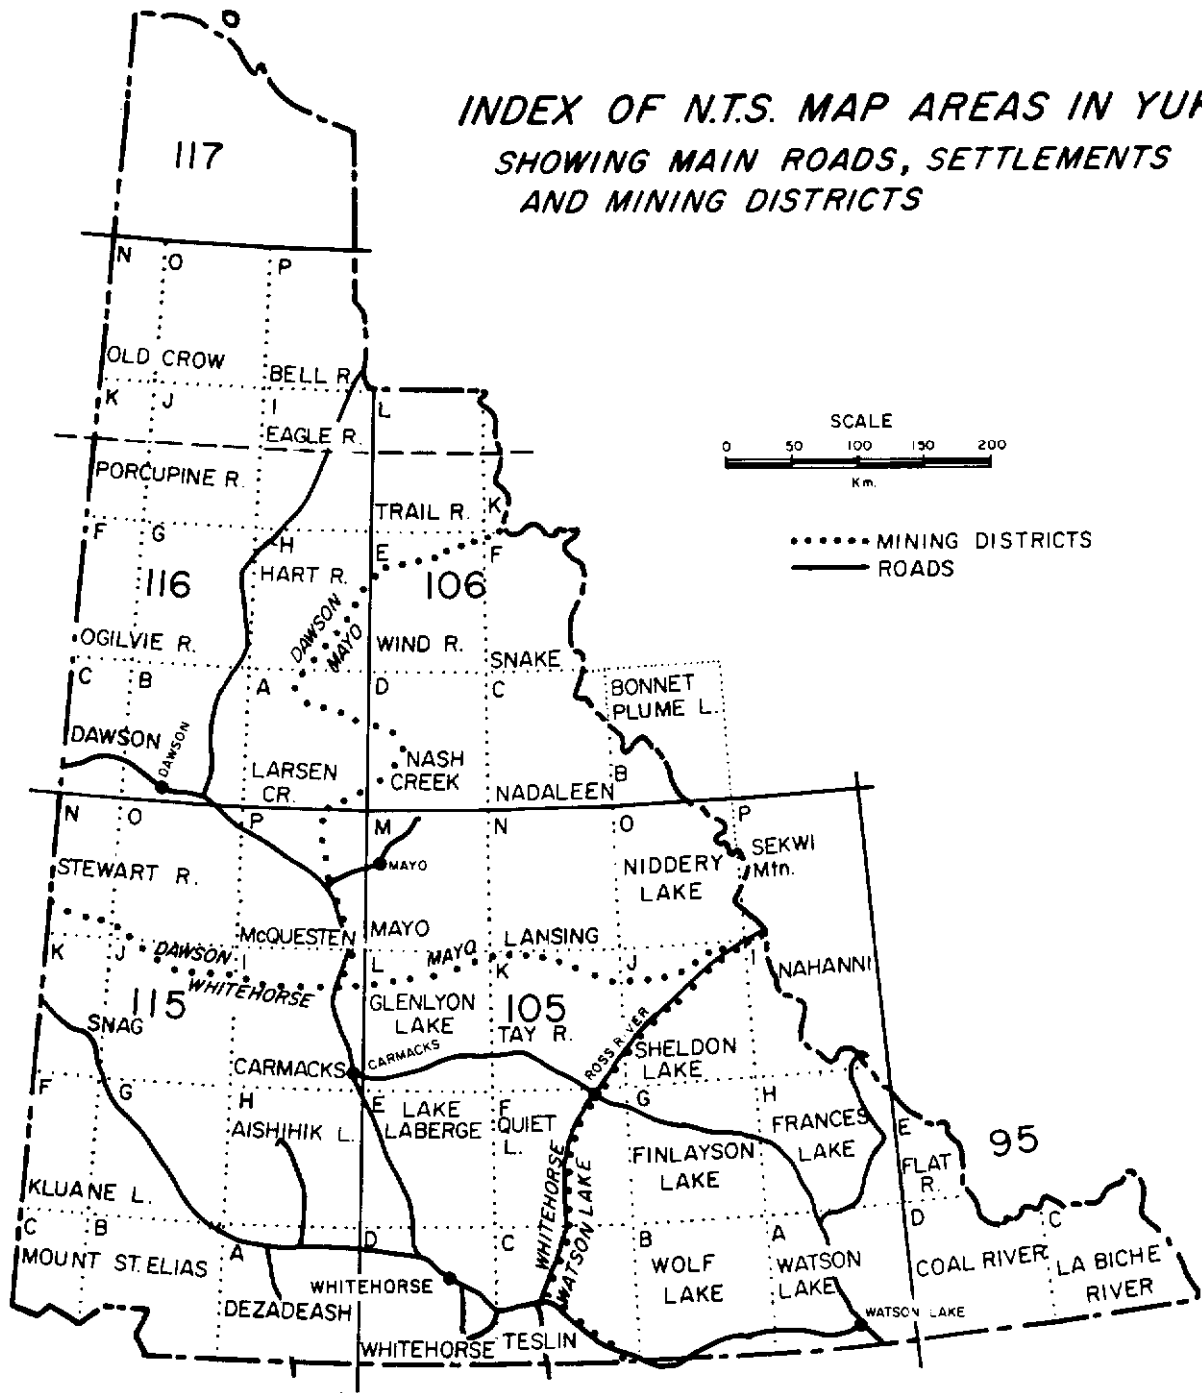 INDEX OF N.T.S. MAP AREAS IN
SHOWING MAIN ROADS, SETTLEMENTS
AND MINING DISTRICTS
117
N O P
OLD CROW
BELL R.
K J I L
EAGLE R.
SCALE
0 50 100 150 200
Km.
PORCUPINE R.
TRAIL R. K
MINING DISTRICTS
ROADS
F G H E F
HART R.
116 106
DAWSON
MAYO
OGILVIE R. WIND R. SNAKE
C B A D C
BONNET
PLUME L.
DAWSON
DAWSON
LARSEN
CR.
NASH
CREEK
NADALEEN B
N O P M N O P
SEKWI
Mtn.
MAYO
STEWART R.
NIDDERY
LAKE
McQUESTEN MAYO LANSING
DAWSON MAYO
WHITEHORSE
K J I L K J I
NAHANNI
115 105
GLENLYON
LAKE
TAY R.
SNAG
ROSS RIVER
SHELDON
LAKE
CARMACKS CARMACKS
F G H E F G H
AISHIHIK L.
LAKE
LABERGE
QUIET
L.
FRANCES
LAKE
FINLAYSON
LAKE
E
FLAT
R.
95
WHITEHORSE
WATSON LAKE
KLUANE L.
C B A D C B A D C
MOUNT ST. ELIAS
WOLF
LAKE
WATSON
LAKE
COAL RIVER
LA BICHE
RIVER
WHITEHORSE
DEZADEASH
WATSON LAKE
WHITEHORSE TESLIN